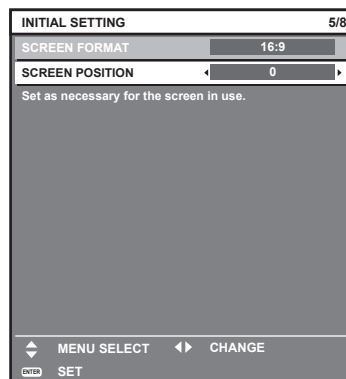 INITIAL SETTING 5/8
SCREEN FORMAT 16:9
SCREEN POSITION 0
Set as necessary for the screen in use.
MENU SELECT CHANGE
ENTER SET